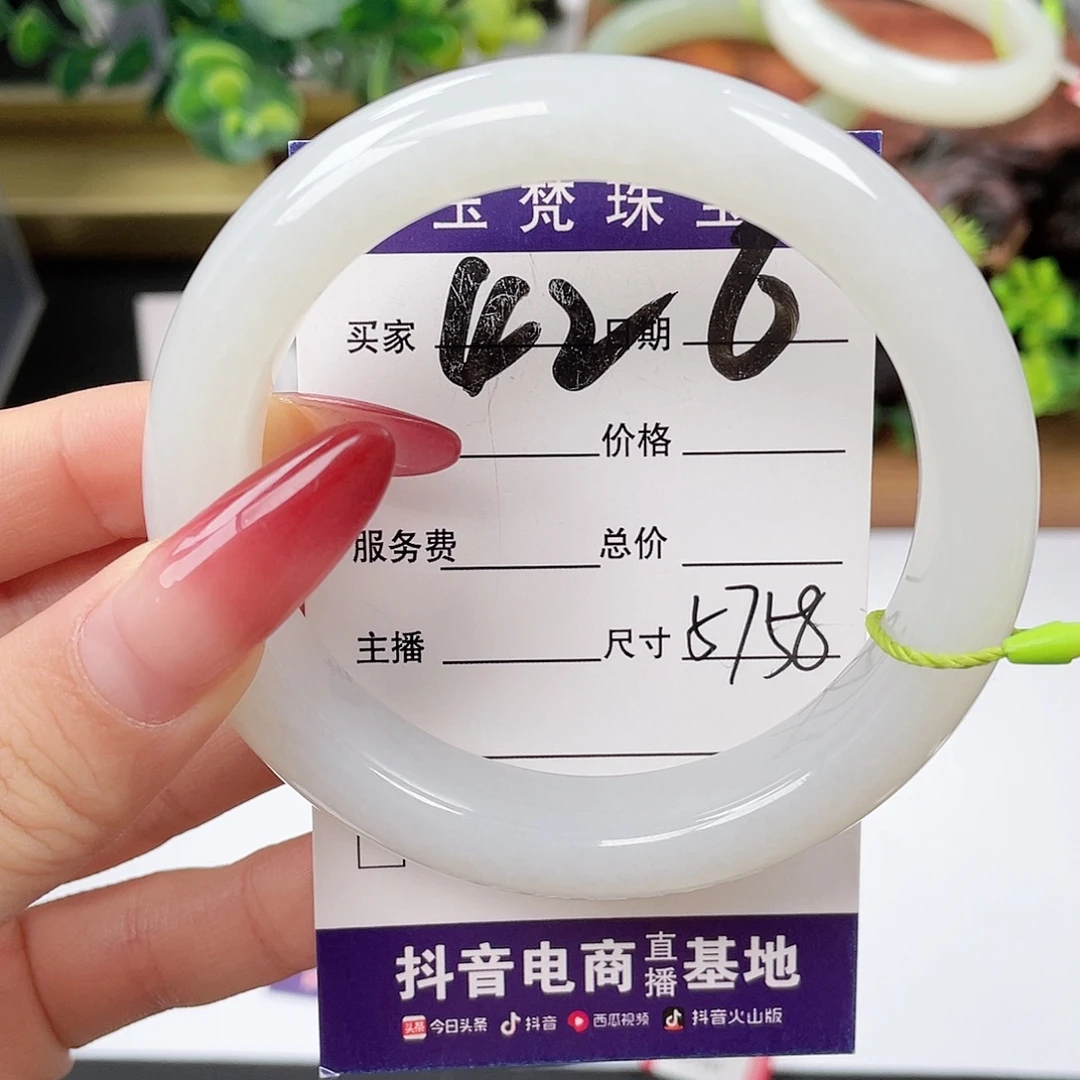 玉梵珠宝
买家 日期 6
价格
服务费 总价
主播 尺寸 5758
抖音电商直播基地
今日头条 抖音 西瓜视频 抖音火山版